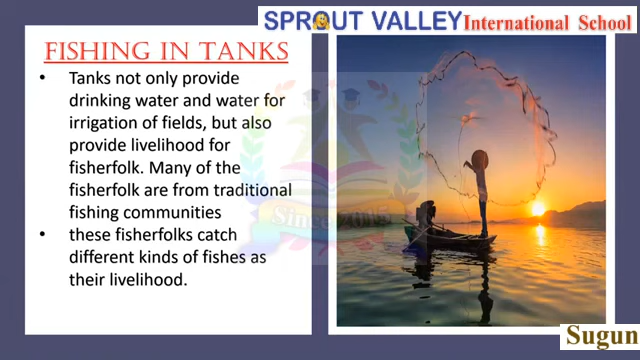 SPROUT VALLEY International School
FISHING IN TANKS
• Tanks not only provide
drinking water and water for
irrigation of fields, but also
provide livelihood for
fisherfolk. Many of the
fisherfolk are from traditional
fishing communities
• these fisherfolks catch
different kinds of fishes as
their livelihood.
Since 2015
Sugun